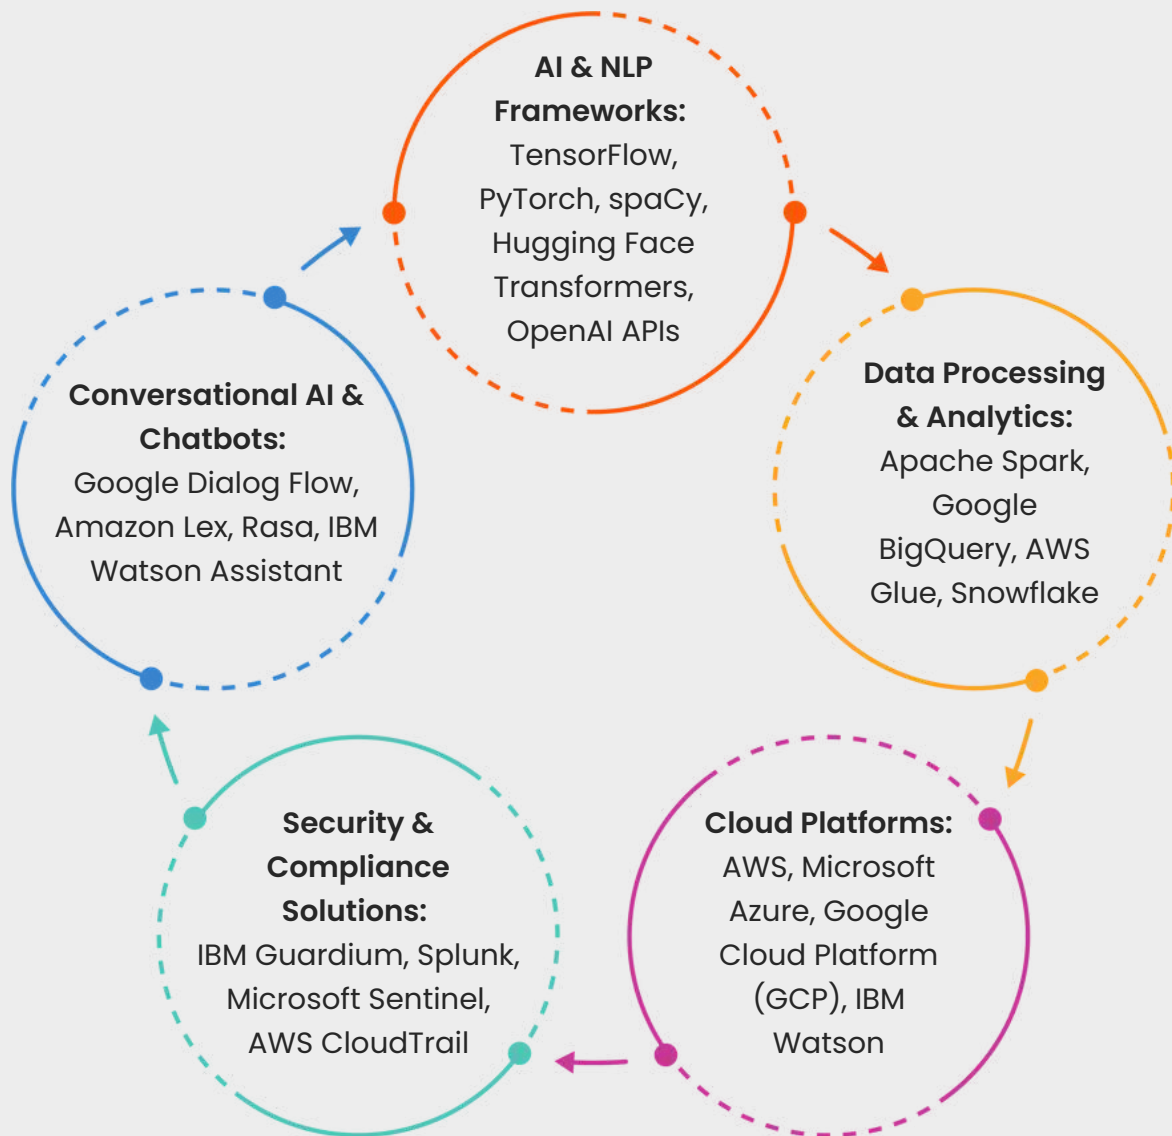 AI & NLP
Frameworks:
TensorFlow,
PyTorch, spaCy,
Hugging Face
Transformers,
OpenAI APIs
Data Processing
& Analytics:
Apache Spark,
Google
BigQuery, AWS
Glue, Snowflake
Cloud Platforms:
AWS, Microsoft
Azure, Google
Cloud Platform
(GCP), IBM
Watson
Security &
Compliance
Solutions:
IBM Guardium, Splunk,
Microsoft Sentinel,
AWS CloudTrail
Conversational AI &
Chatbots:
Google Dialog Flow,
Amazon Lex, Rasa, IBM
Watson Assistant